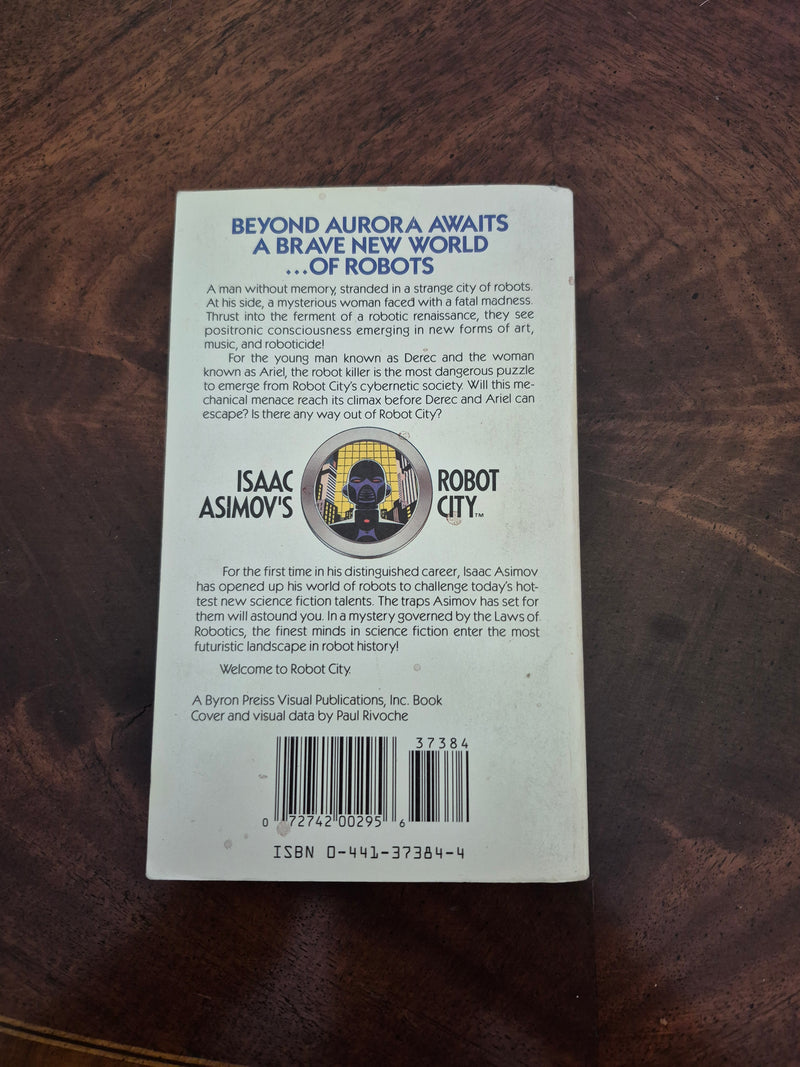 BEYOND AURORA AWAITS
A BRAVE NEW WORLD
...OF ROBOTS
A man without memory, stranded in a strange city of robots.
At his side, a mysterious woman faced with a fatal madness.
Thrust into the ferment of a robotic renaissance, they see
positronic consciousness emerging in new forms of art,
music, and roboticide!
For the young man known as Derec and the woman
known as Ariel, the robot killer is the most dangerous puzzle
to emerge from Robot City's cybernetic society. Will this me-
chanical menace reach its climax before Derec and Ariel can
escape? Is there any way out of Robot City?
ISAAC
ASIMOV'S
ROBOT
CITY™
For the first time in his distinguished career, Isaac Asimov
has opened up his world of robots to challenge today's hot-
test new science fiction talents. The traps Asimov has set for
them will astound you. In a mystery governed by the Laws of
Robotics, the finest minds in science fiction enter the most
futuristic landscape in robot history!
Welcome to Robot City.
A Byron Preiss Visual Publications, Inc. Book
Cover and visual data by Paul Rivoche
37384
0 72742 00295 6
ISBN 0-441-37384-4